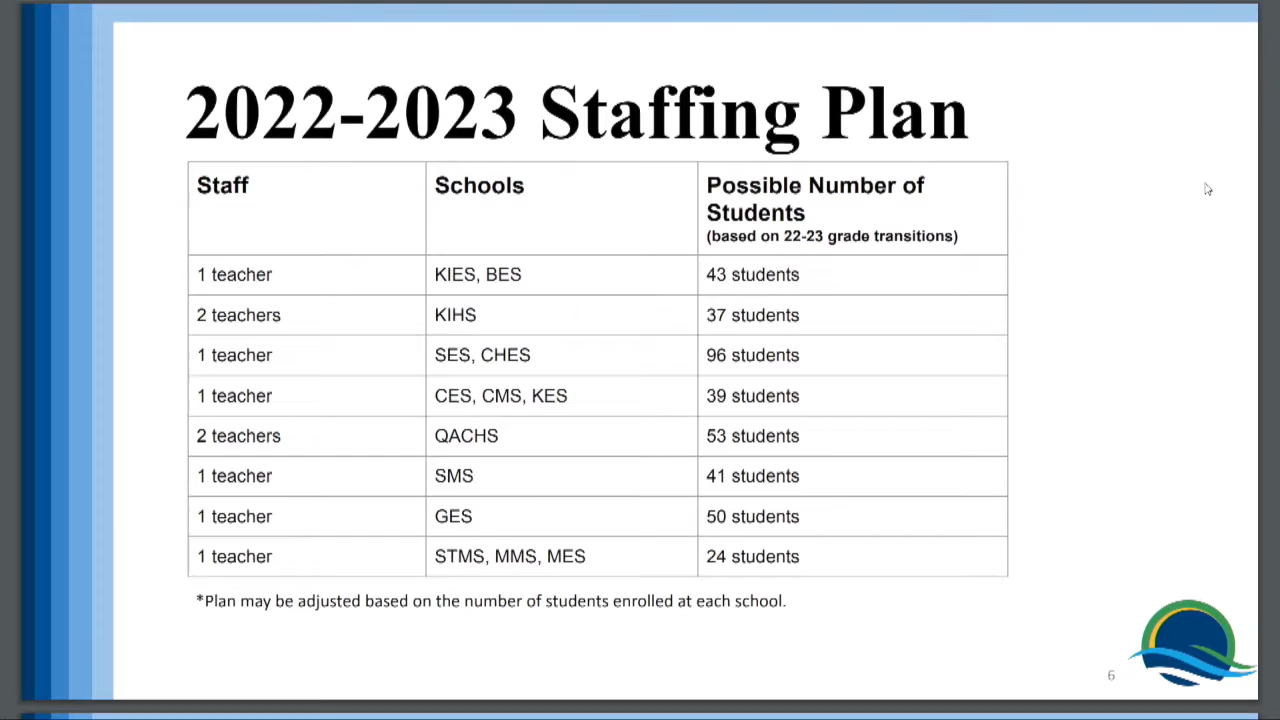 2022-2023 Staffing Plan
Staff Schools Possible Number of
Students
(based on 22-23 grade transitions)
1 teacher KIES, BES 43 students
2 teachers KIHS 37 students
1 teacher SES, CHES 96 students
1 teacher CES, CMS, KES 39 students
2 teachers QACHS 53 students
1 teacher SMS 41 students
1 teacher GES 50 students
1 teacher STMS, MMS, MES 24 students
*Plan may be adjusted based on the number of students enrolled at each school.
6